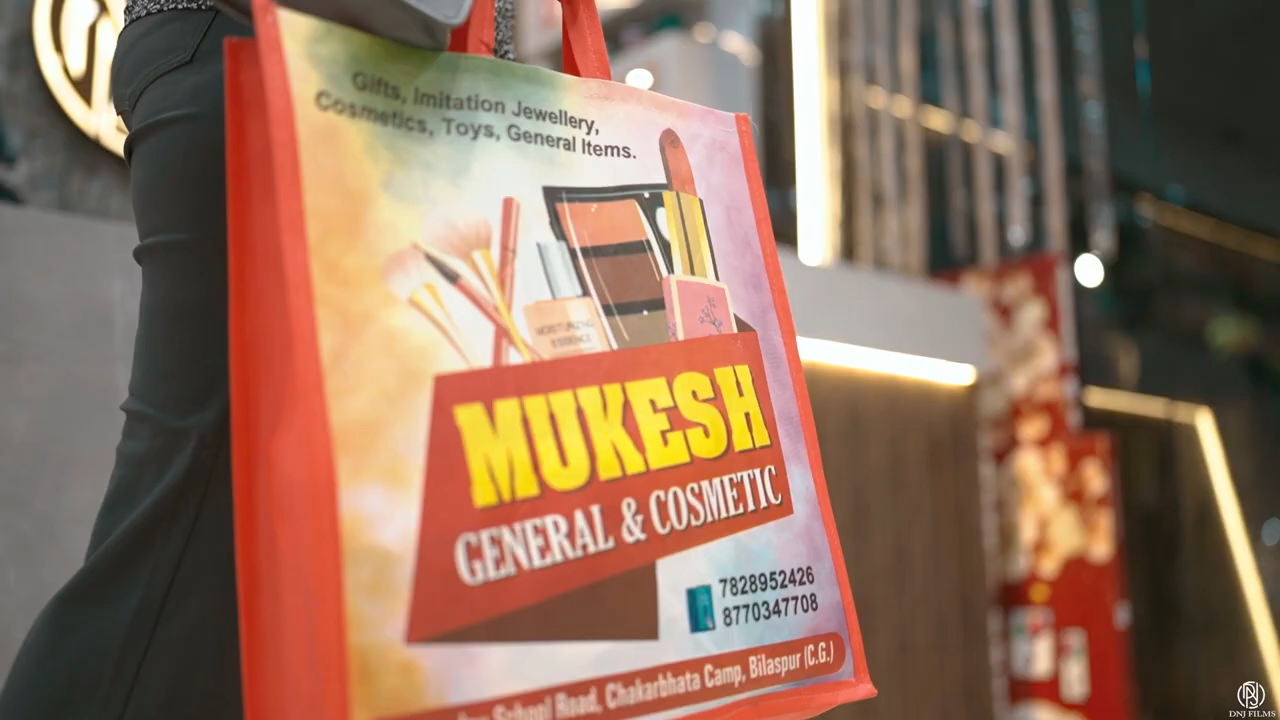 Gifts, Imitation Jewellery,
Cosmetics, Toys, General Items.
MOISTURIZING
ESSENCE
MUKESH
GENERAL & COSMETIC
7828952426
8770347708
School Road, Chakarbhata Camp, Bilaspur (C.G.)
DNJ FILMS